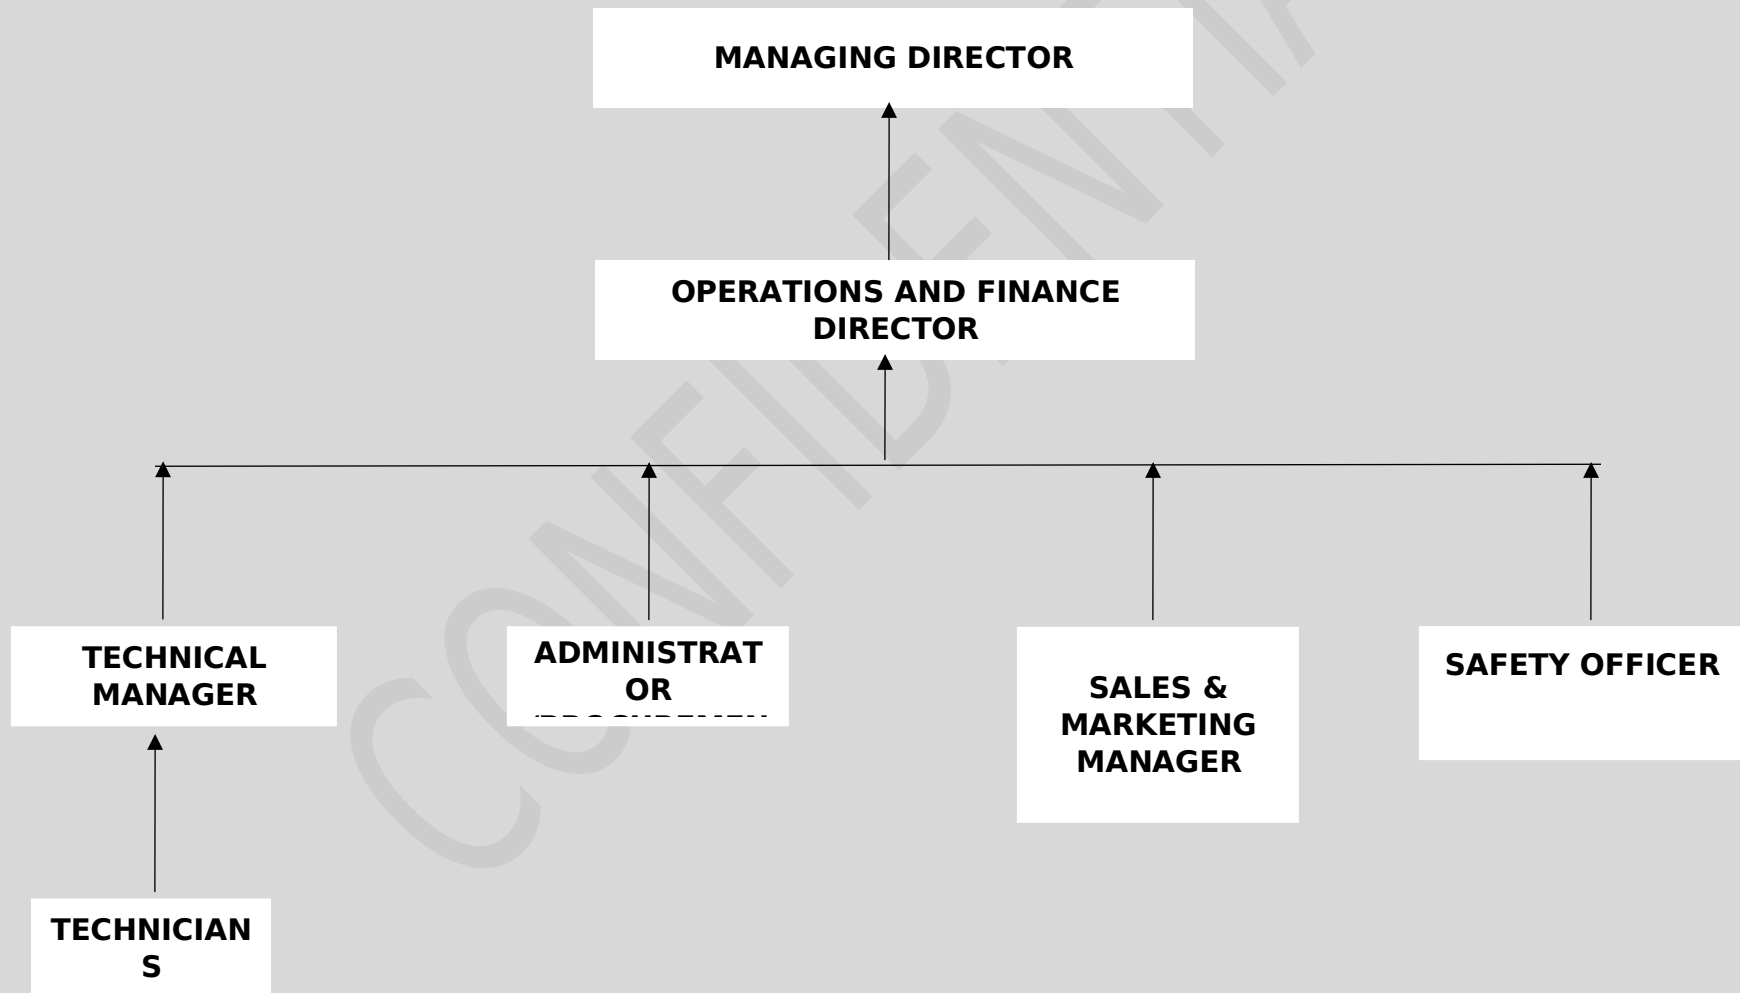 MANAGING DIRECTOR
OPERATIONS AND FINANCE
DIRECTOR
TECHNICAL
MANAGER
ADMINISTRAT
OR
SALES &
MARKETING
MANAGER
SAFETY OFFICER
TECHNICIAN
S